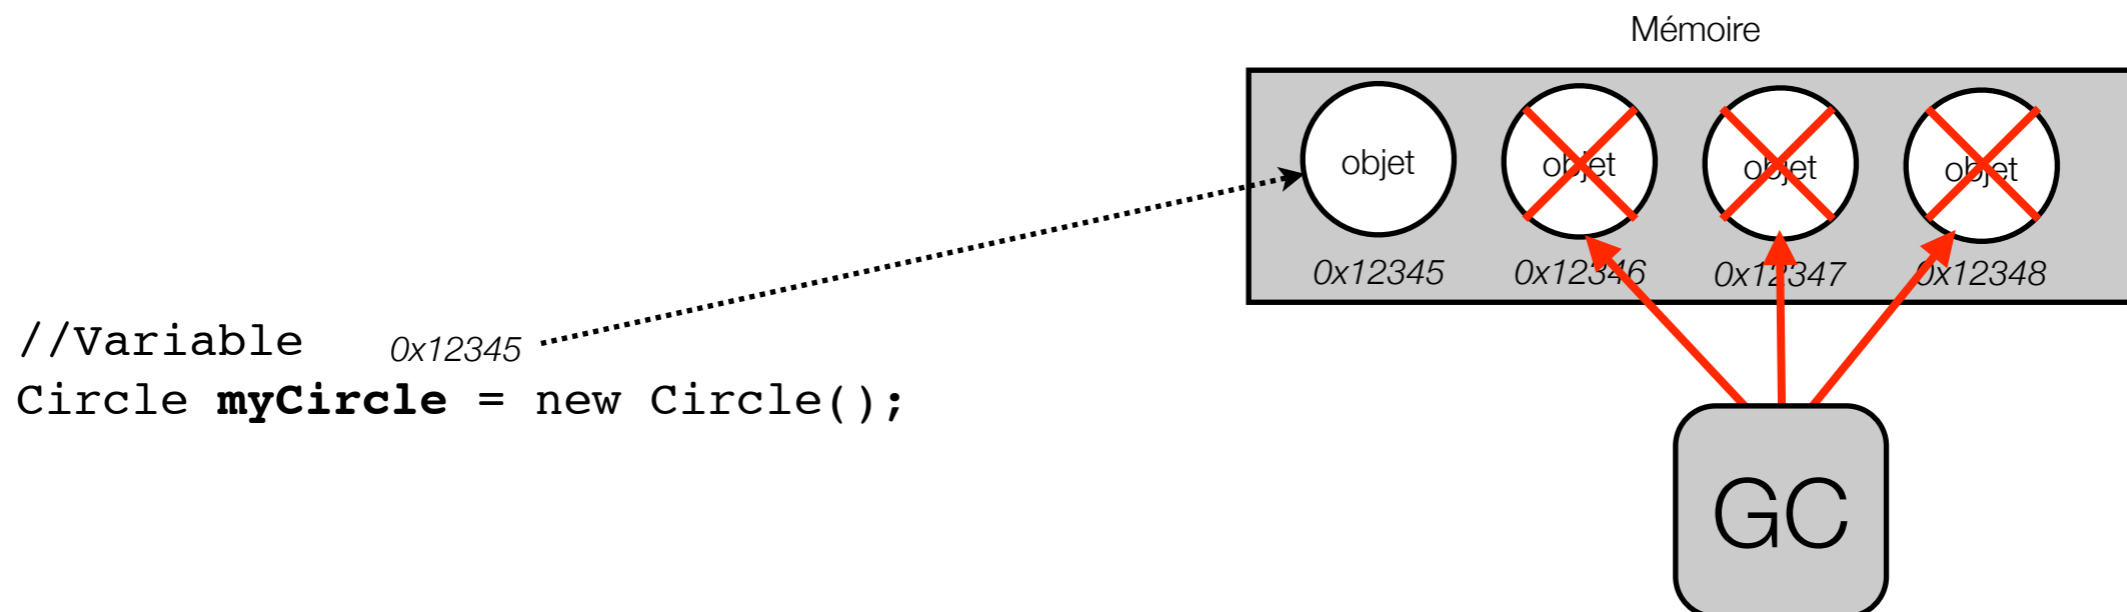 Mémoire
objet objet objet objet
0x12345 0x12346 0x12347 0x12348
//Variable 0x12345
Circle myCircle = new Circle();
GC